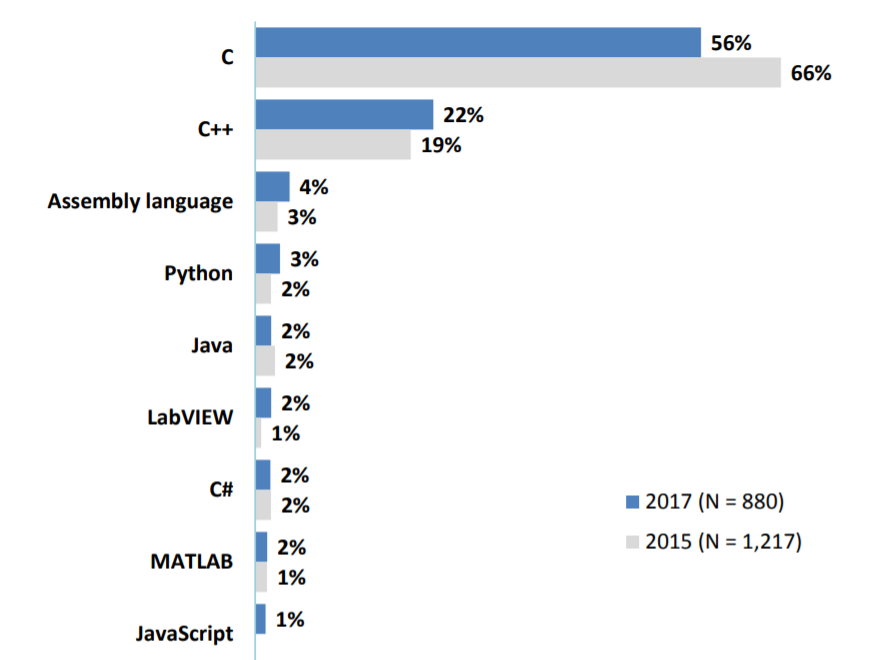 C
56%
66%
C++
22%
19%
Assembly language
4%
3%
Python
3%
2%
Java
2%
2%
LabVIEW
2%
1%
C#
2%
2%
MATLAB
2%
1%
JavaScript
1%
2017 (N = 880)
2015 (N = 1,217)